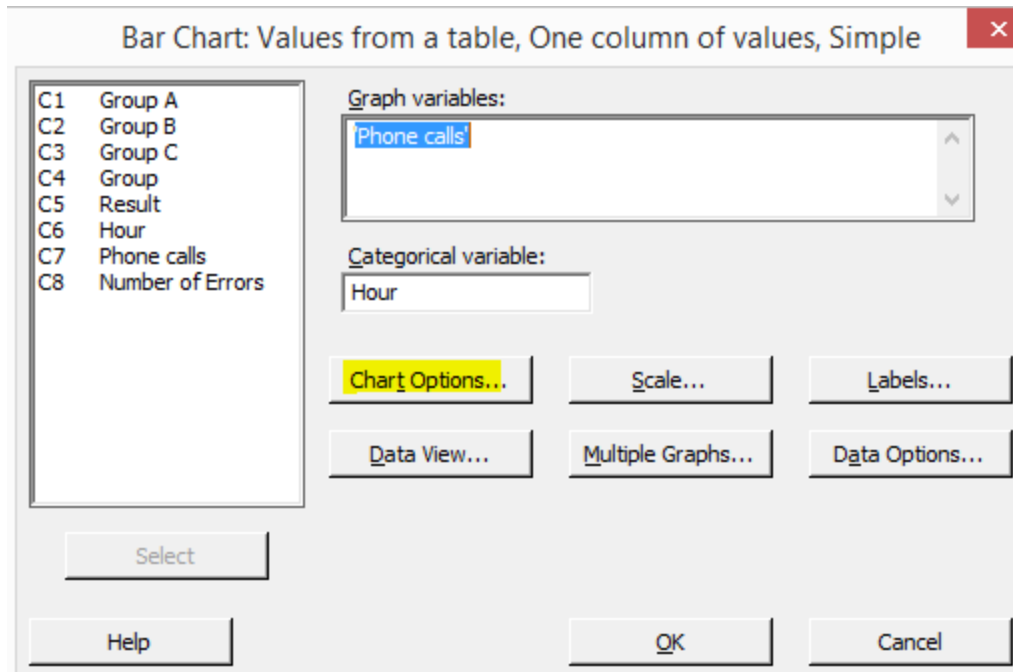 Bar Chart: Values from a table, One column of values, Simple
C1 Group A
C2 Group B
C3 Group C
C4 Group
C5 Result
C6 Hour
C7 Phone calls
C8 Number of Errors
Graph variables:
'Phone calls'
Categorical variable:
Hour
Chart Options... Scale... Labels...
Data View... Multiple Graphs... Data Options...
Select
Help OK Cancel